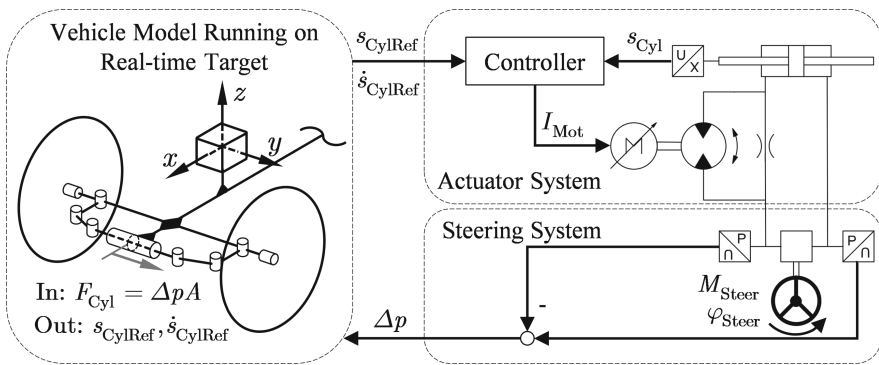 Vehicle Model Running on
Real-time Target
z
x
y
In: F_Cyl = ΔpA
Out: s_CylRef, ṡ_CylRef
s_CylRef
ṡ_CylRef
Controller
s_Cyl
U
X
I_Mot
M
Actuator System
Steering System
P
U
P
U
M_Steer
φ_Steer
-
Δp